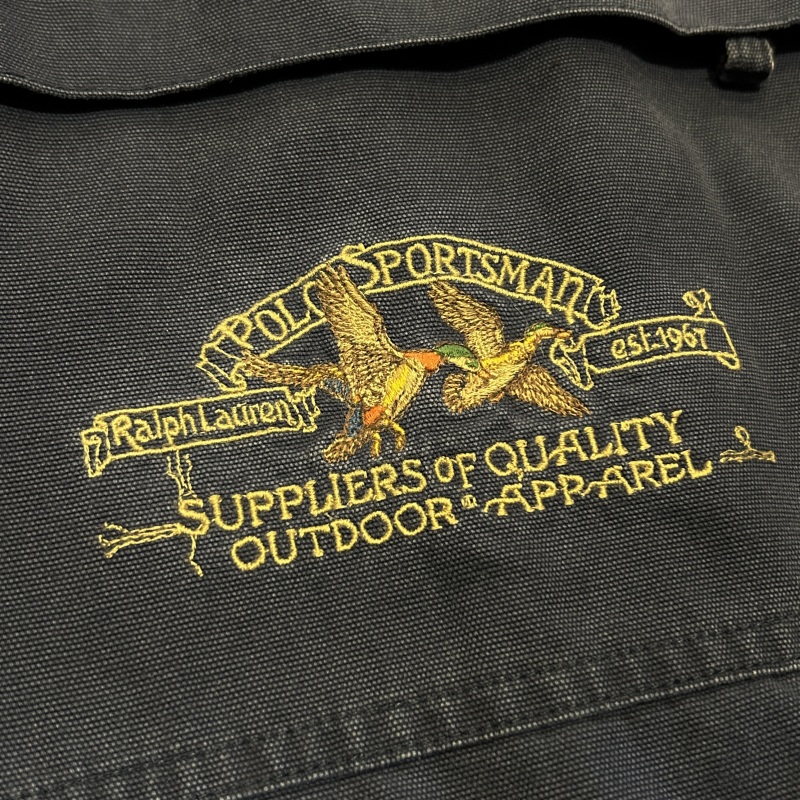 POLO SPORTSMAN
Ralph Lauren
est.1967
SUPPLIERS OF QUALITY
OUTDOOR® APPAREL